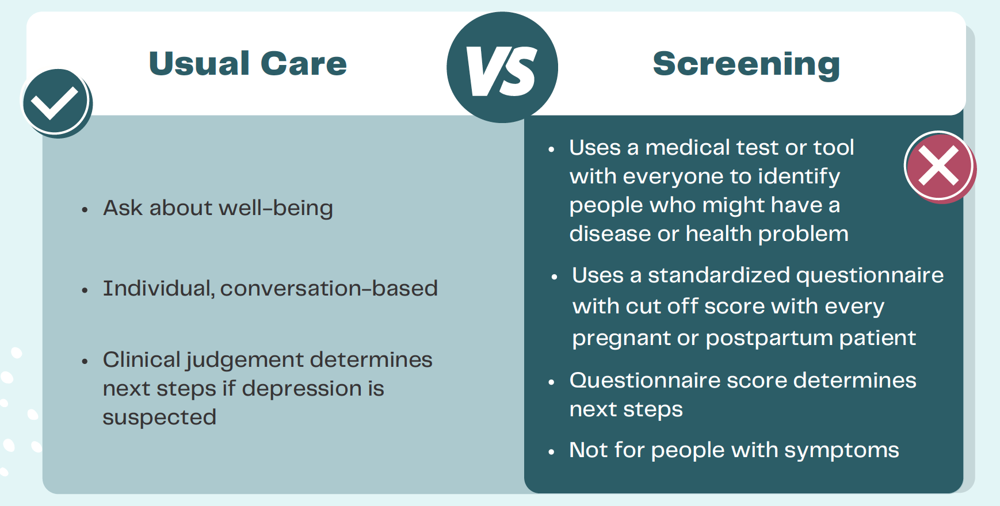 Usual Care
VS
Screening
• Ask about well-being
• Individual, conversation-based
• Clinical judgement determines
next steps if depression is
suspected
• Uses a medical test or tool
with everyone to identify
people who might have a
disease or health problem
• Uses a standardized questionnaire
with cut off score with every
pregnant or postpartum patient
• Questionnaire score determines
next steps
• Not for people with symptoms